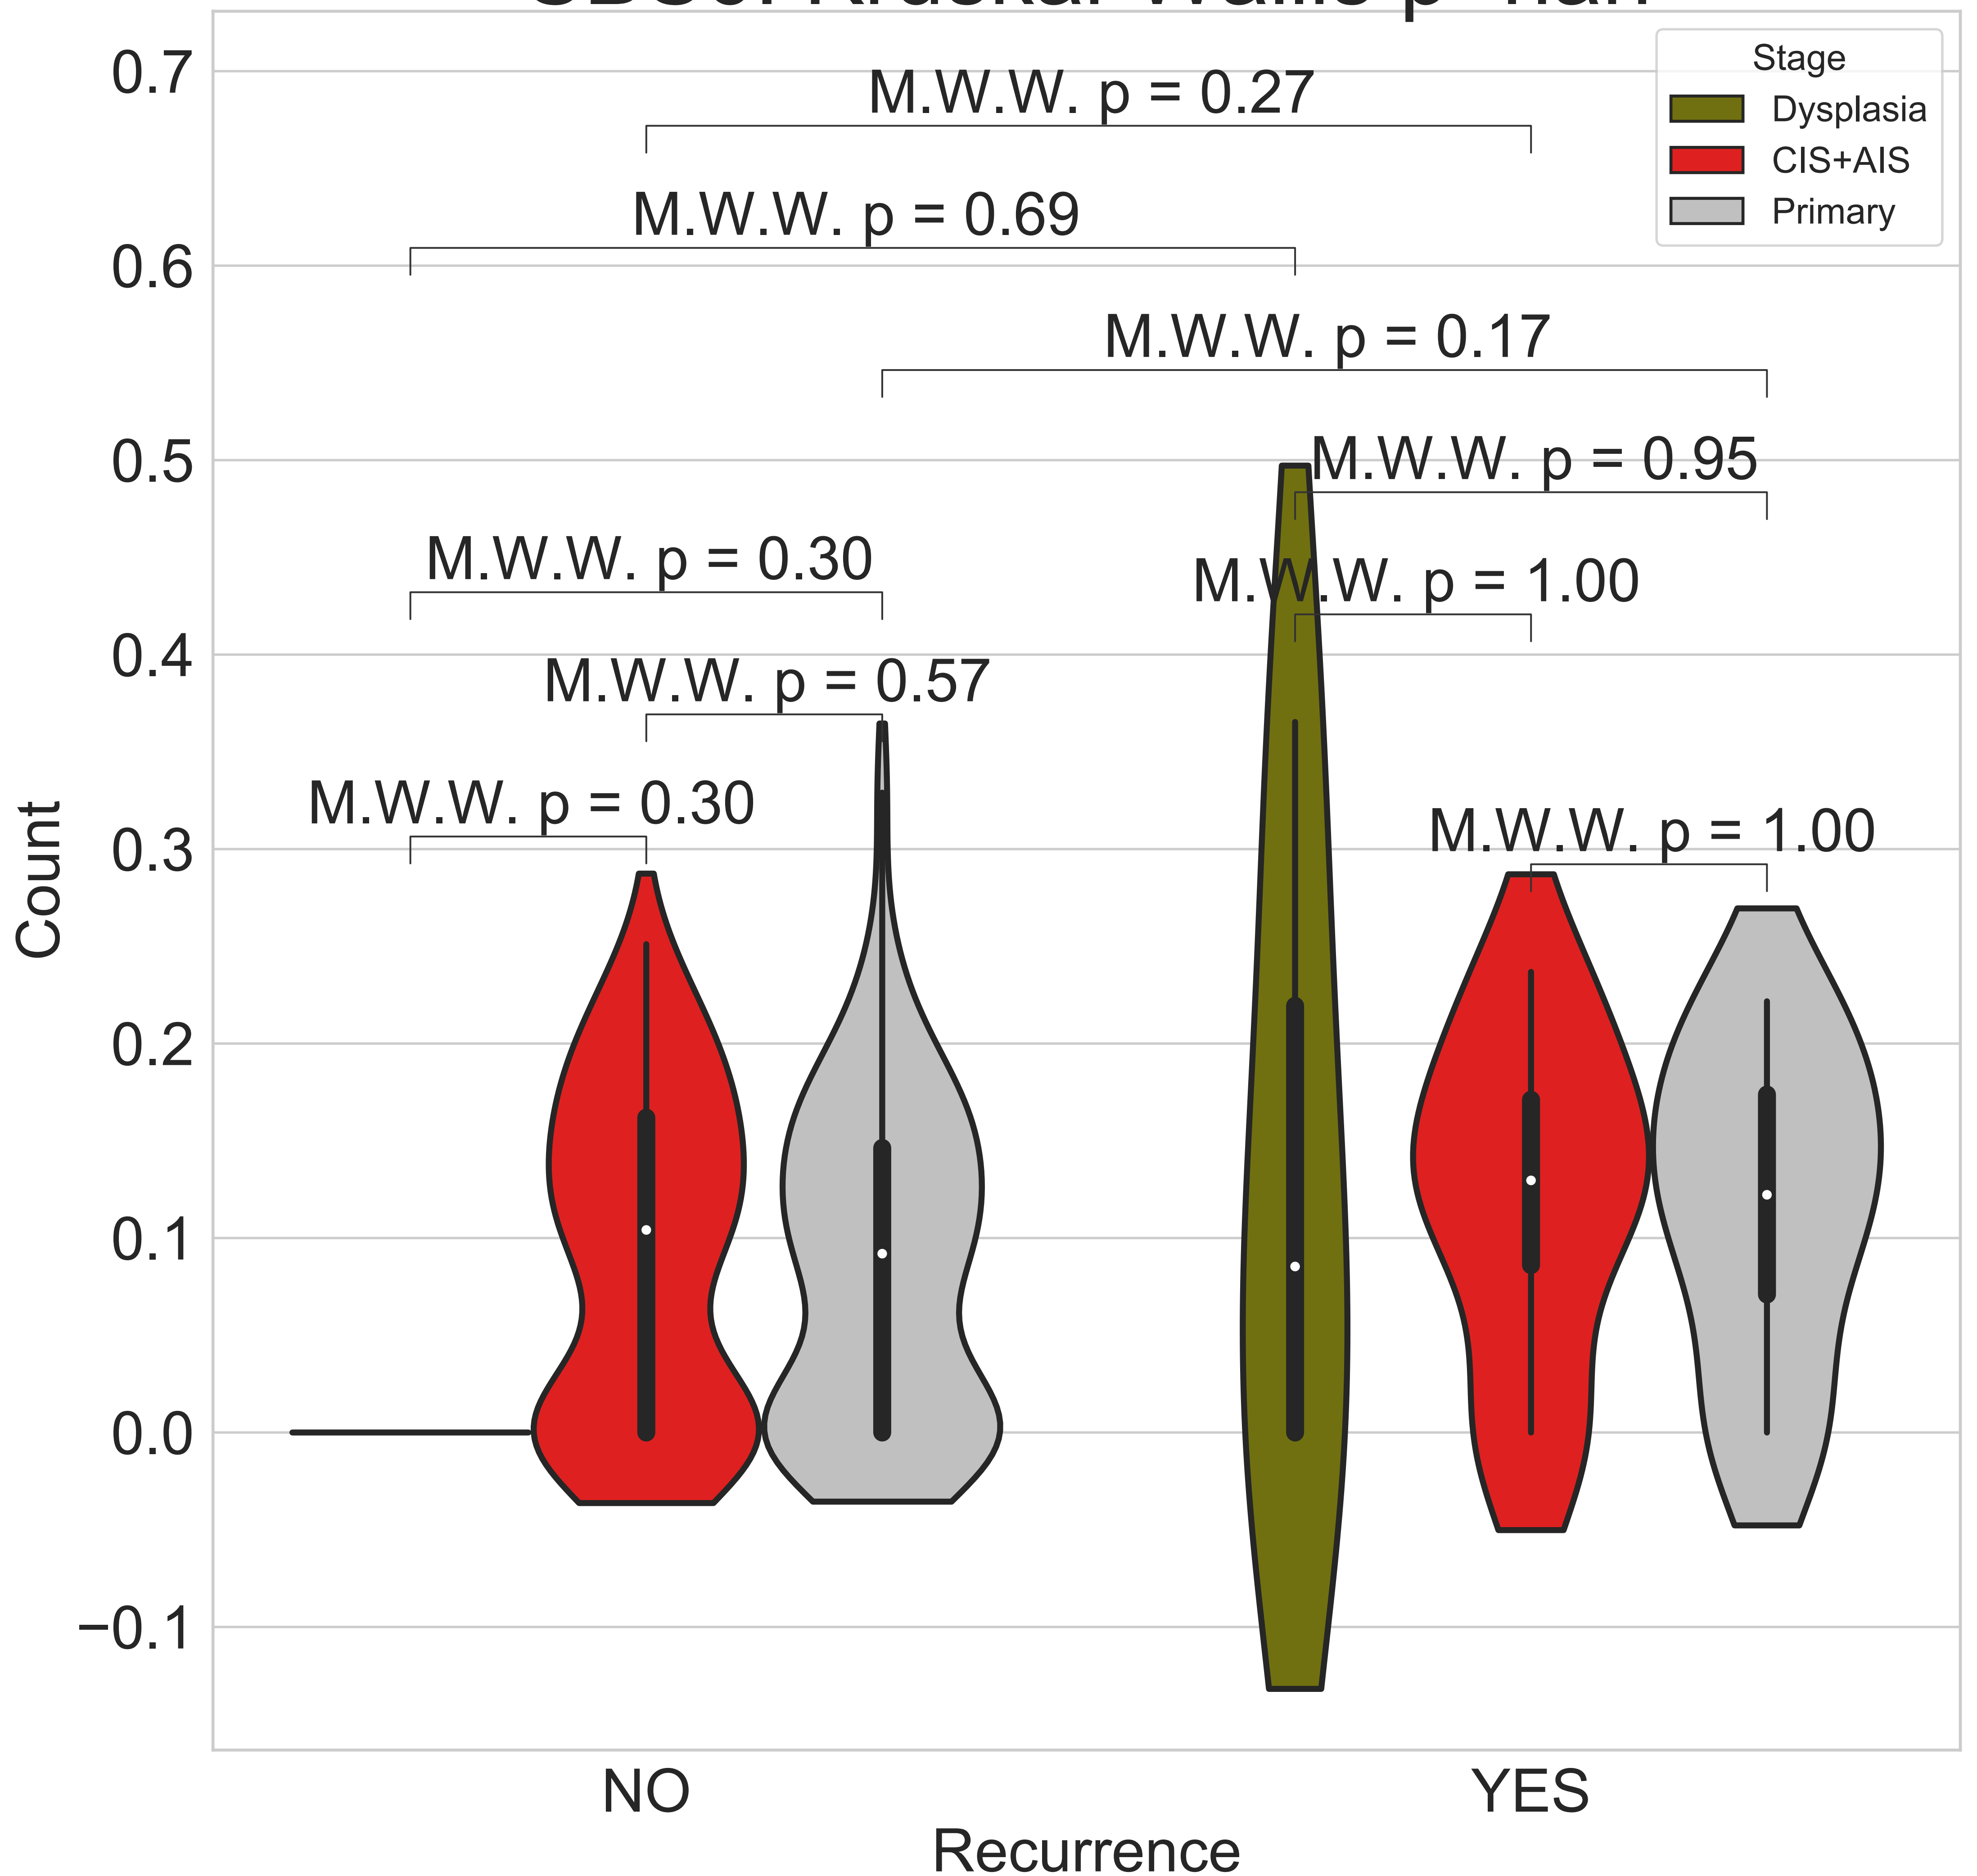 0.7
0.6
0.5
0.4
0.3
0.2
0.1
0.0
−0.1
Count
M.W.W. p = 0.27
M.W.W. p = 0.69
M.W.W. p = 0.17
M.W.W. p = 0.95
M.W.W. p = 0.30
M.W.W. p = 1.00
M.W.W. p = 0.57
M.W.W. p = 0.30
M.W.W. p = 1.00
Stage
Dysplasia
CIS+AIS
Primary
NO
YES
Recurrence